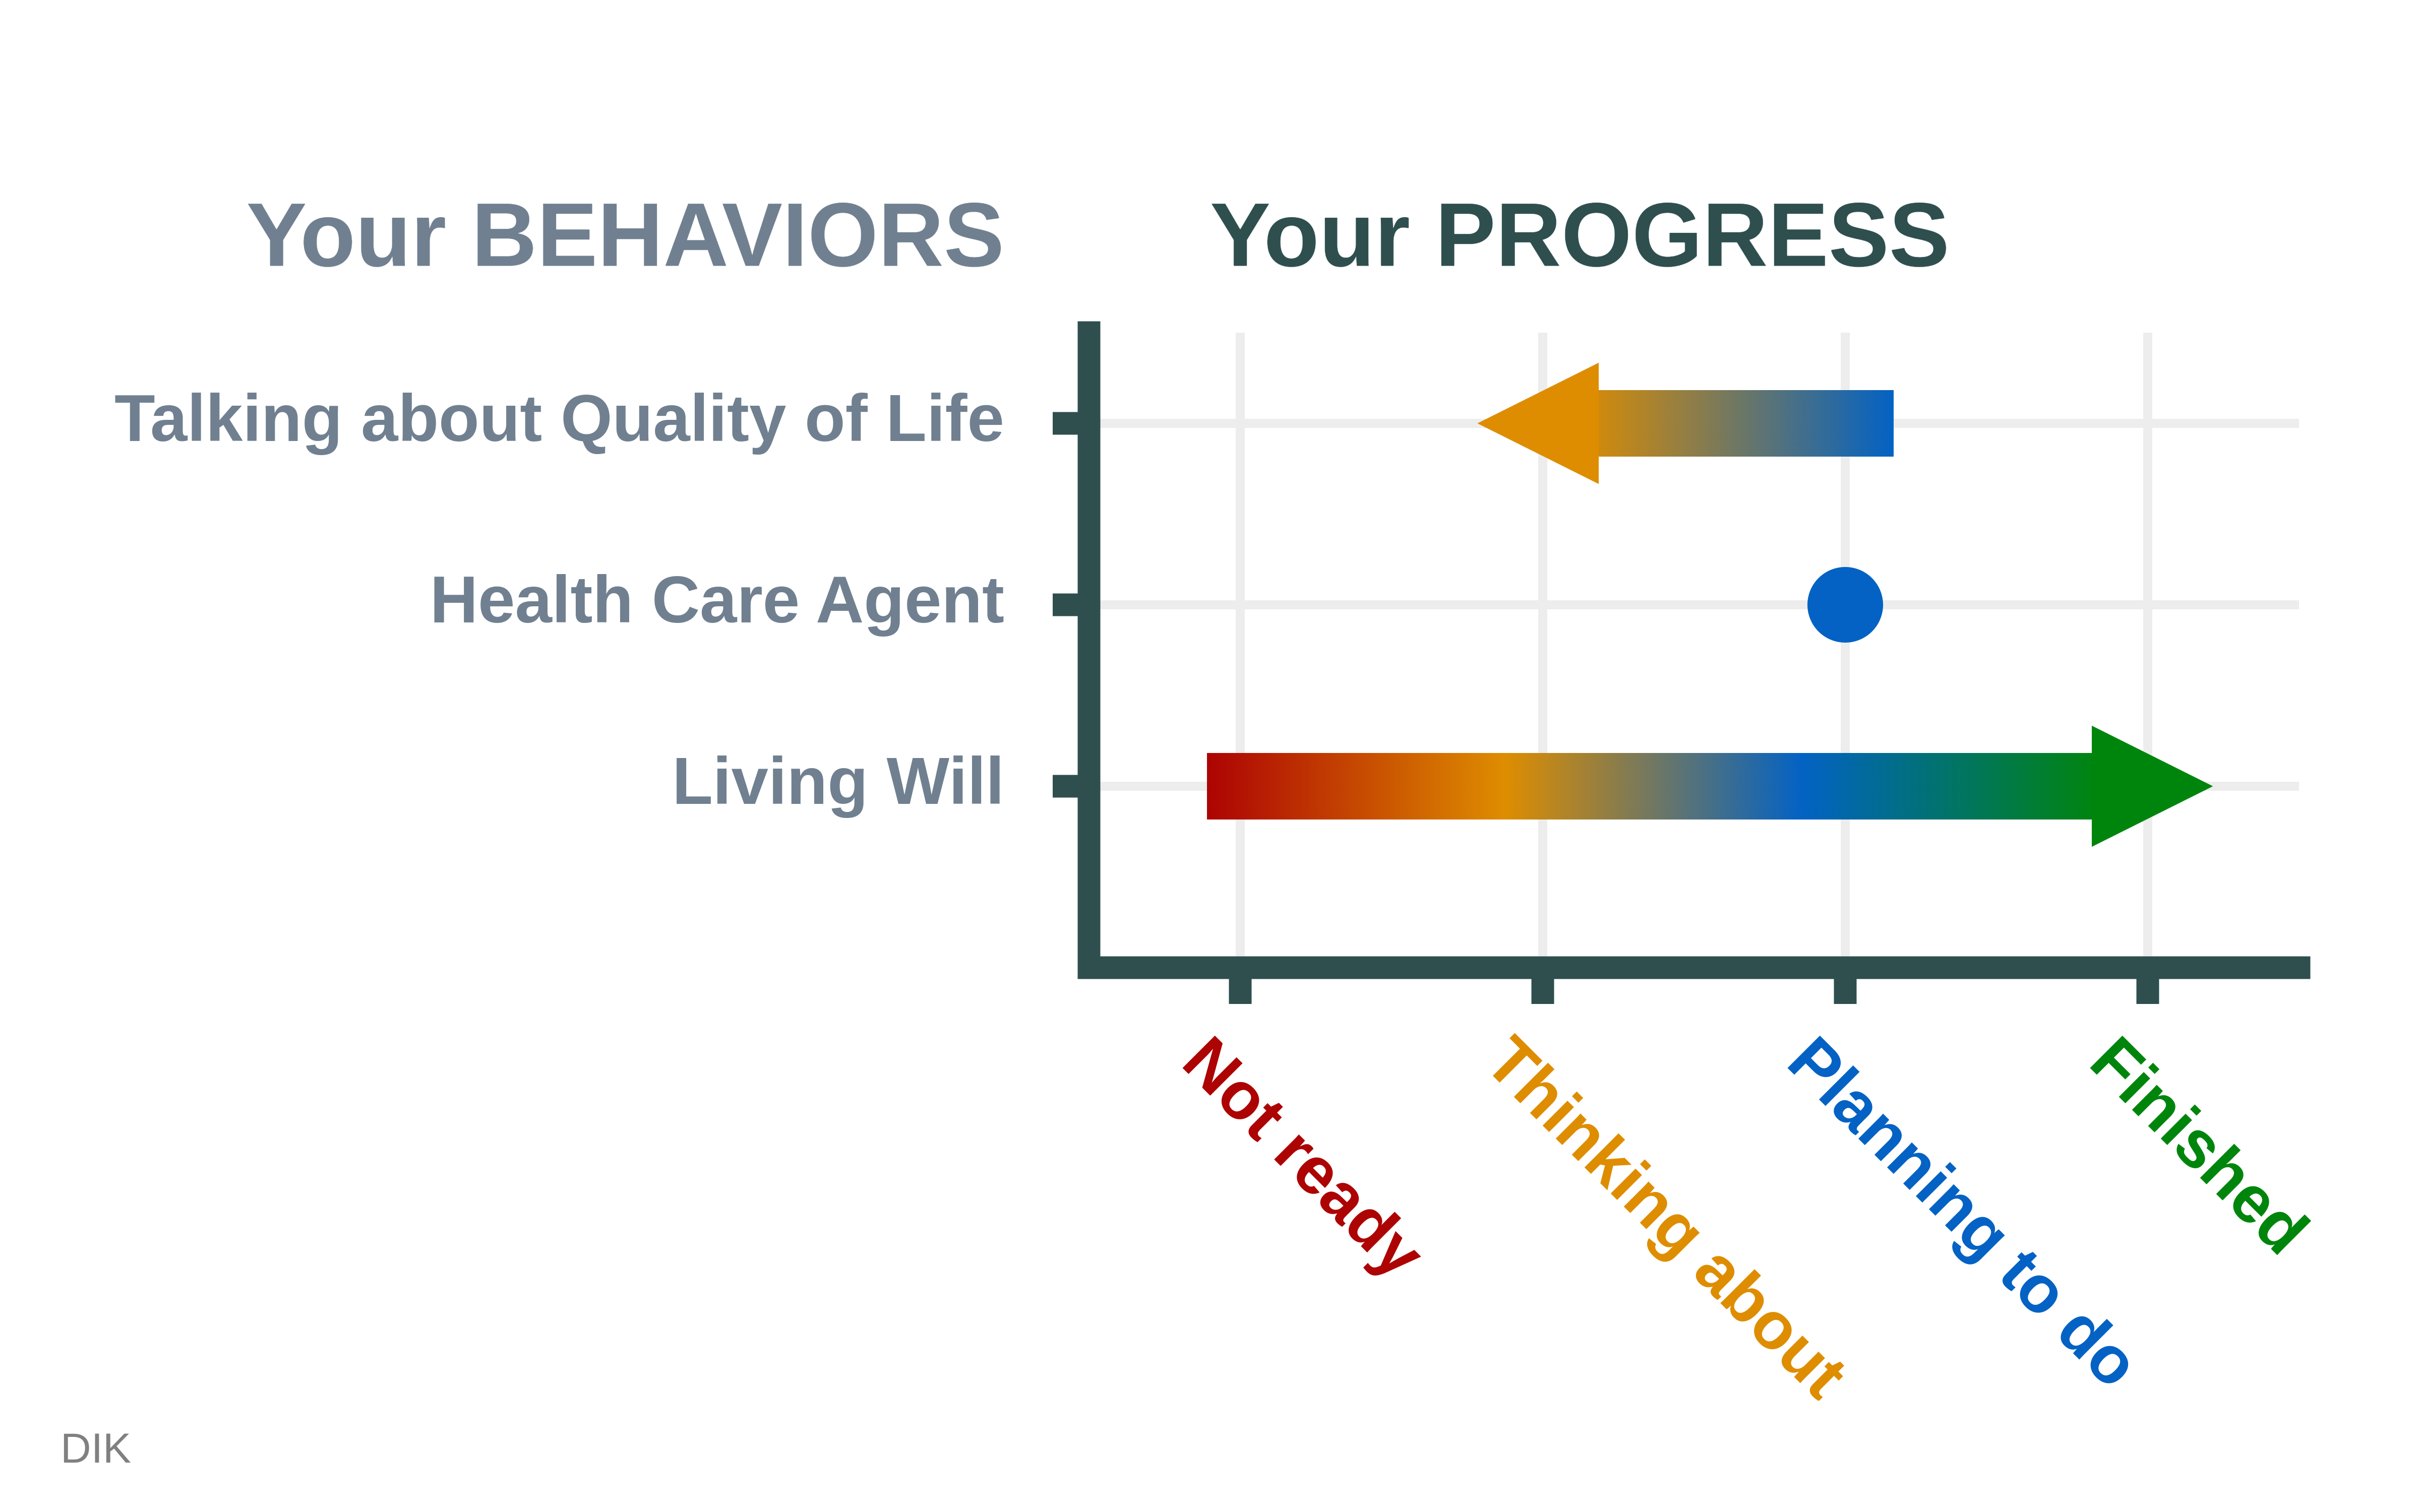 Your BEHAVIORS
Your PROGRESS
Talking about Quality of Life
Health Care Agent
Living Will
Not ready
Thinking about
Planning to do
Finished
DIK